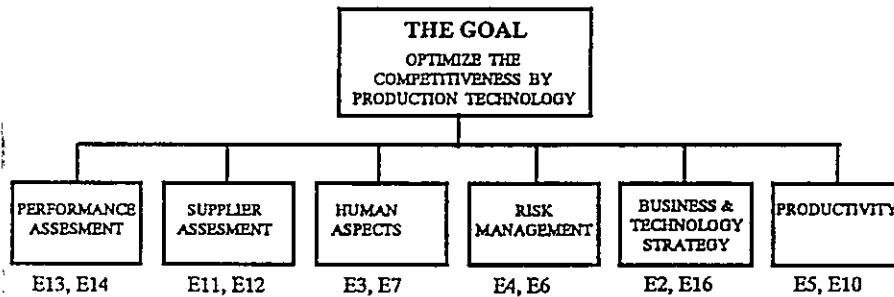 THE GOAL
OPTIMIZE THE
COMPETITIVENESS BY
PRODUCTION TECHNOLOGY
PERFORMANCE
ASSESMENT
SUPPLIER
ASSESMENT
HUMAN
ASPECTS
RISK
MANAGEMENT
BUSINESS &
TECHNOLOGY
STRATEGY
PRODUCTIVITY
E13, E14
E11, E12
E3, E7
E4, E6
E2, E16
E5, E10